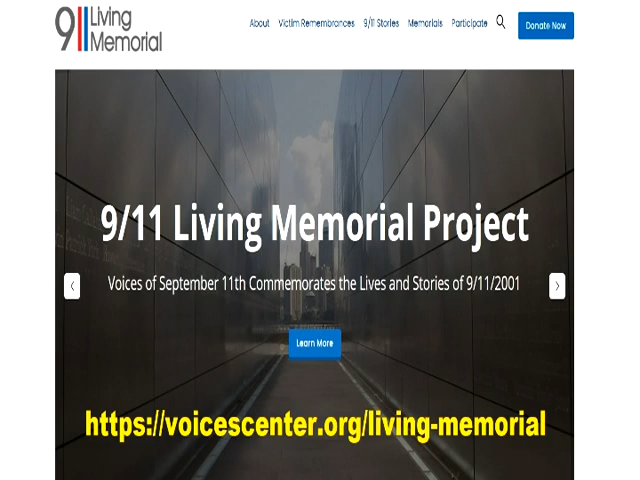 9/11 Living Memorial
About Victim Remembrances 9/11 Stories Memorials Participate Donate Now
9/11 Living Memorial Project
Voices of September 11th Commemorates the Lives and Stories of 9/11/2001
Learn More
https://voicescenter.org/living-memorial